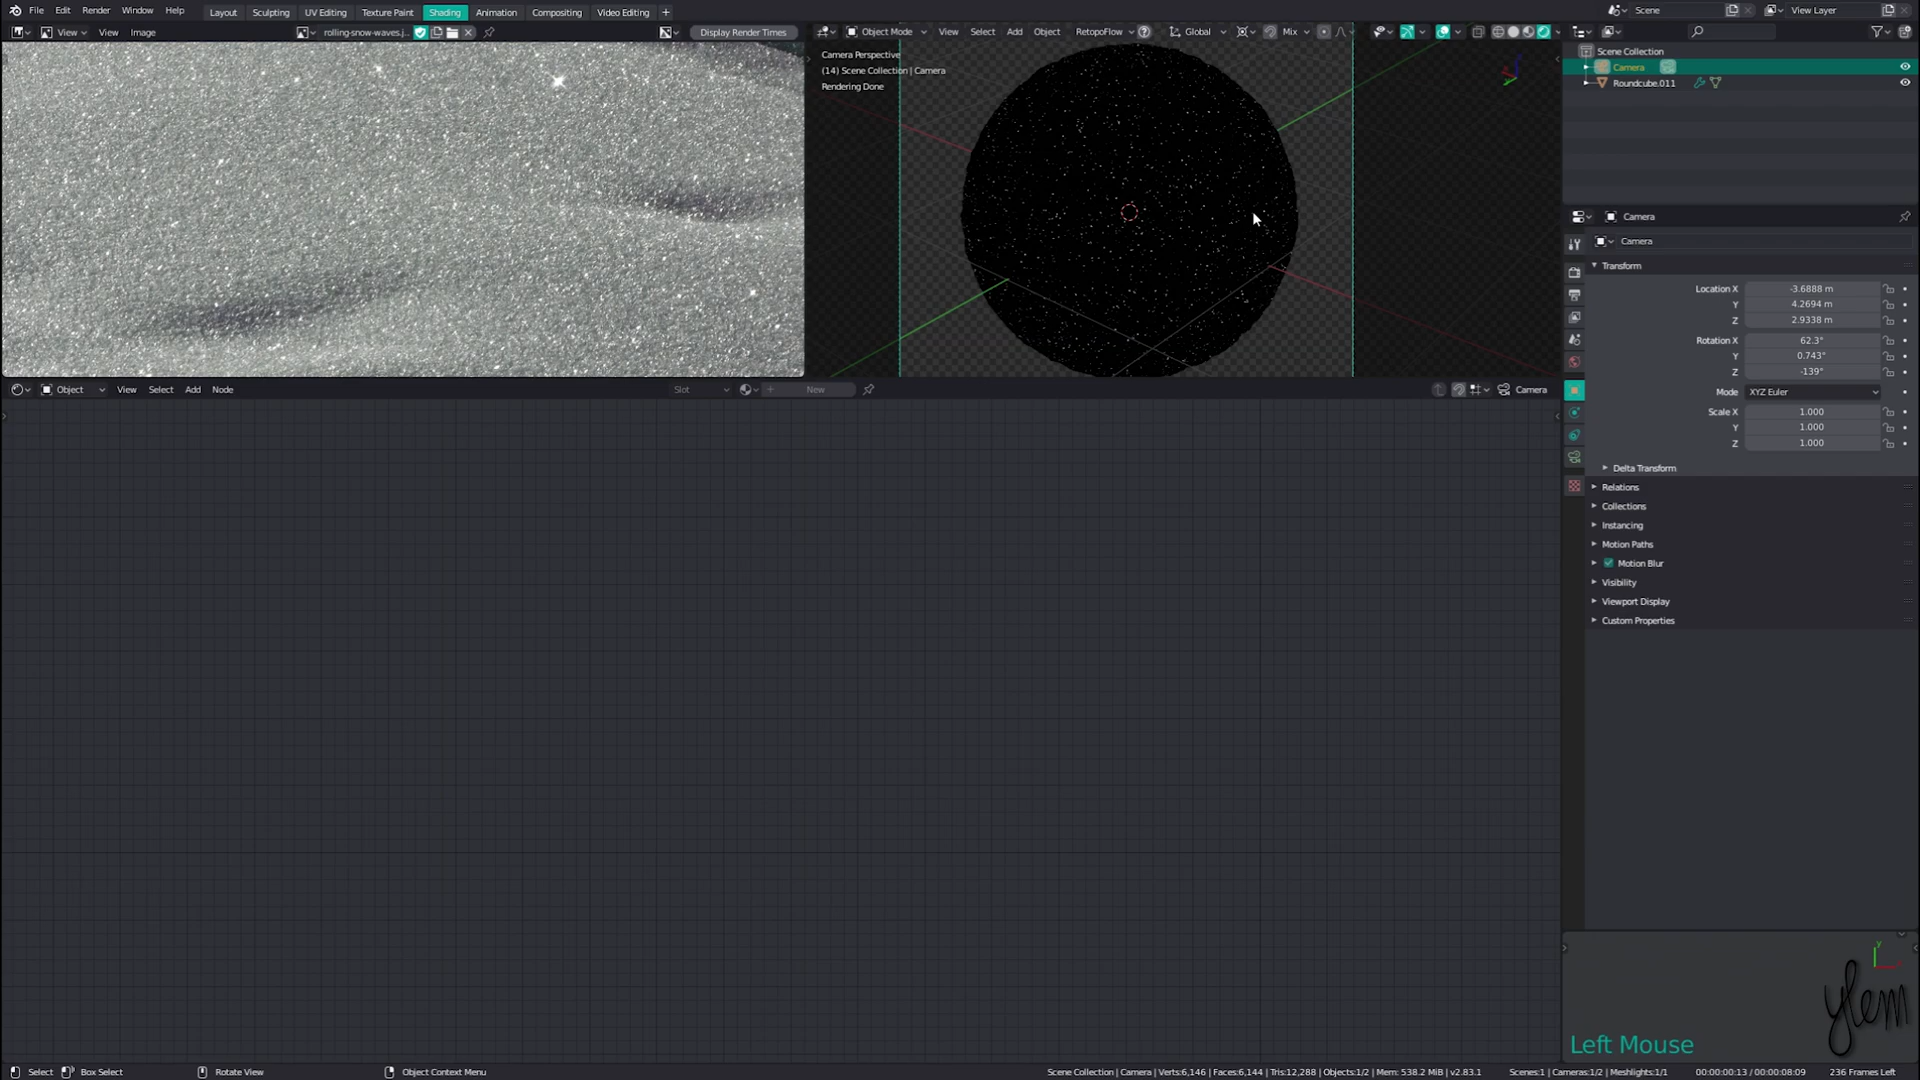 File Edit Render Window Help Layout Sculpting UV Editing Texture Paint Shading Animation Compositing Video Editing + Scene View Layer
View View Image rolling-snow-waves.j... Display Render Times Object Mode View Select Add Object RetopoFlow Global Mix
Camera Perspective
(14) Scene Collection | Camera
Rendering Done
Scene Collection
Camera
Roundcube.011
Camera
Camera
Transform
Location X -3.6888 m
Y 4.2694 m
Z 2.9338 m
Rotation X 62.3°
Y 0.743°
Z -139°
Mode XYZ Euler
Scale X 1.000
Y 1.000
Z 1.000
Delta Transform
Relations
Collections
Instancing
Motion Paths
Motion Blur
Visibility
Viewport Display
Custom Properties
Object View Select Add Node Slot New Camera
y
ylem
Left Mouse
Select Box Select Rotate View Object Context Menu Scene Collection | Camera | Verts:6,146 | Faces:6,144 | Tris:12,288 | Objects:1/2 | Mem: 538.2 MiB | v2.83.1 Scenes:1 | Cameras:1/2 | Meshlights:1/1 00:00:00:13 / 00:00:08:09 236 Frames Left